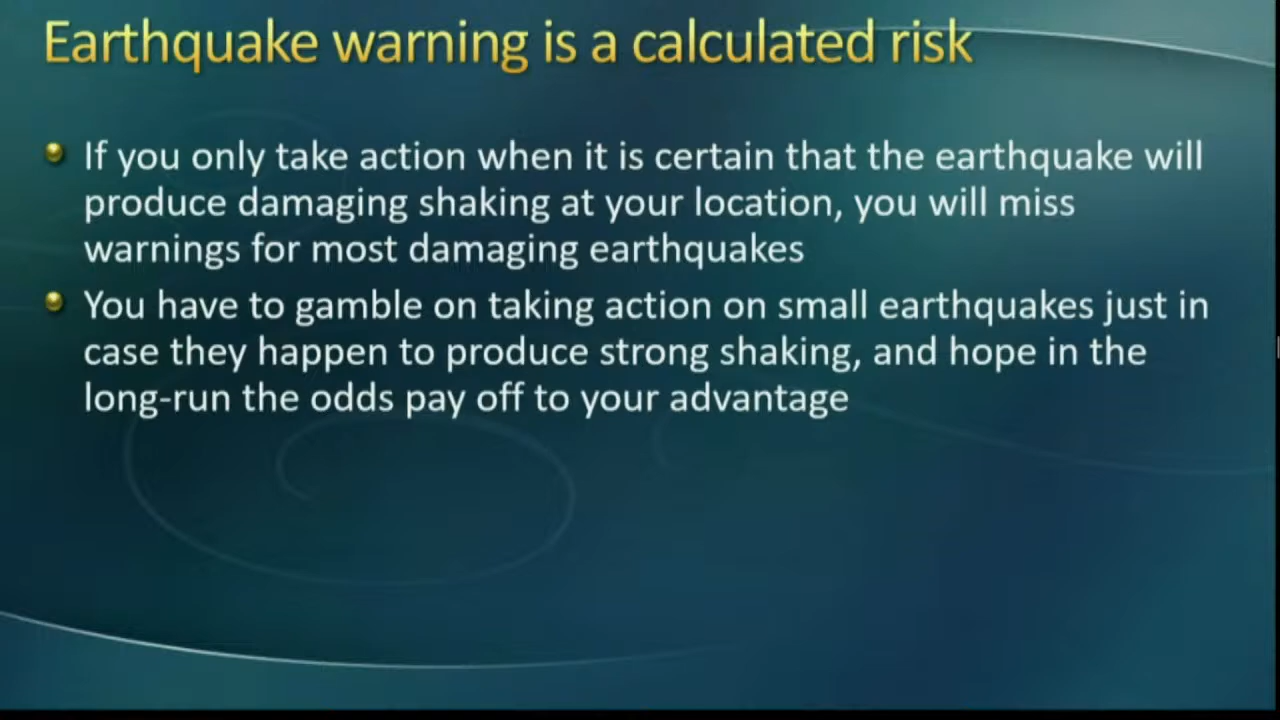 Earthquake warning is a calculated risk
If you only take action when it is certain that the earthquake will
produce damaging shaking at your location, you will miss
warnings for most damaging earthquakes
You have to gamble on taking action on small earthquakes just in
case they happen to produce strong shaking, and hope in the
long-run the odds pay off to your advantage